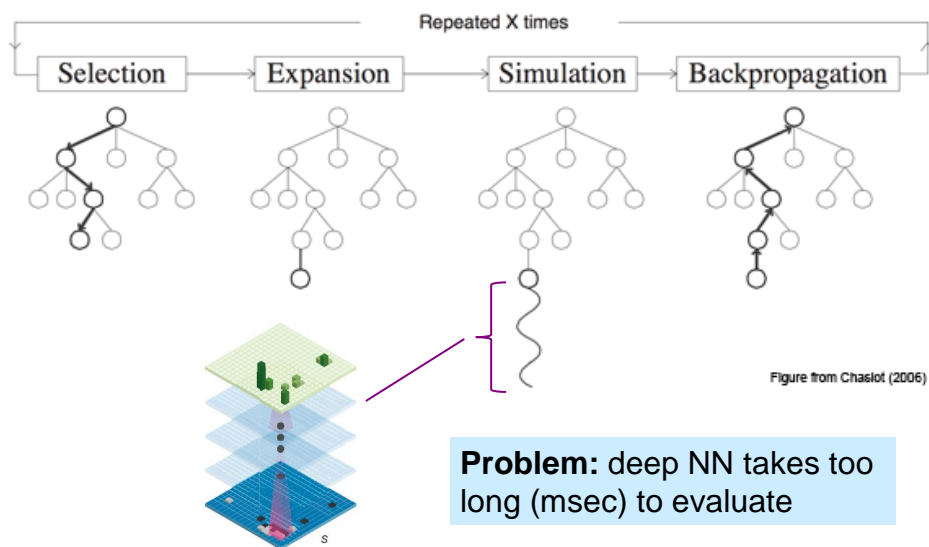 Repeated X times
Selection
Expansion
Simulation
Backpropagation
Figure from Chaslot (2006)
Problem: deep NN takes too
long (msec) to evaluate
s